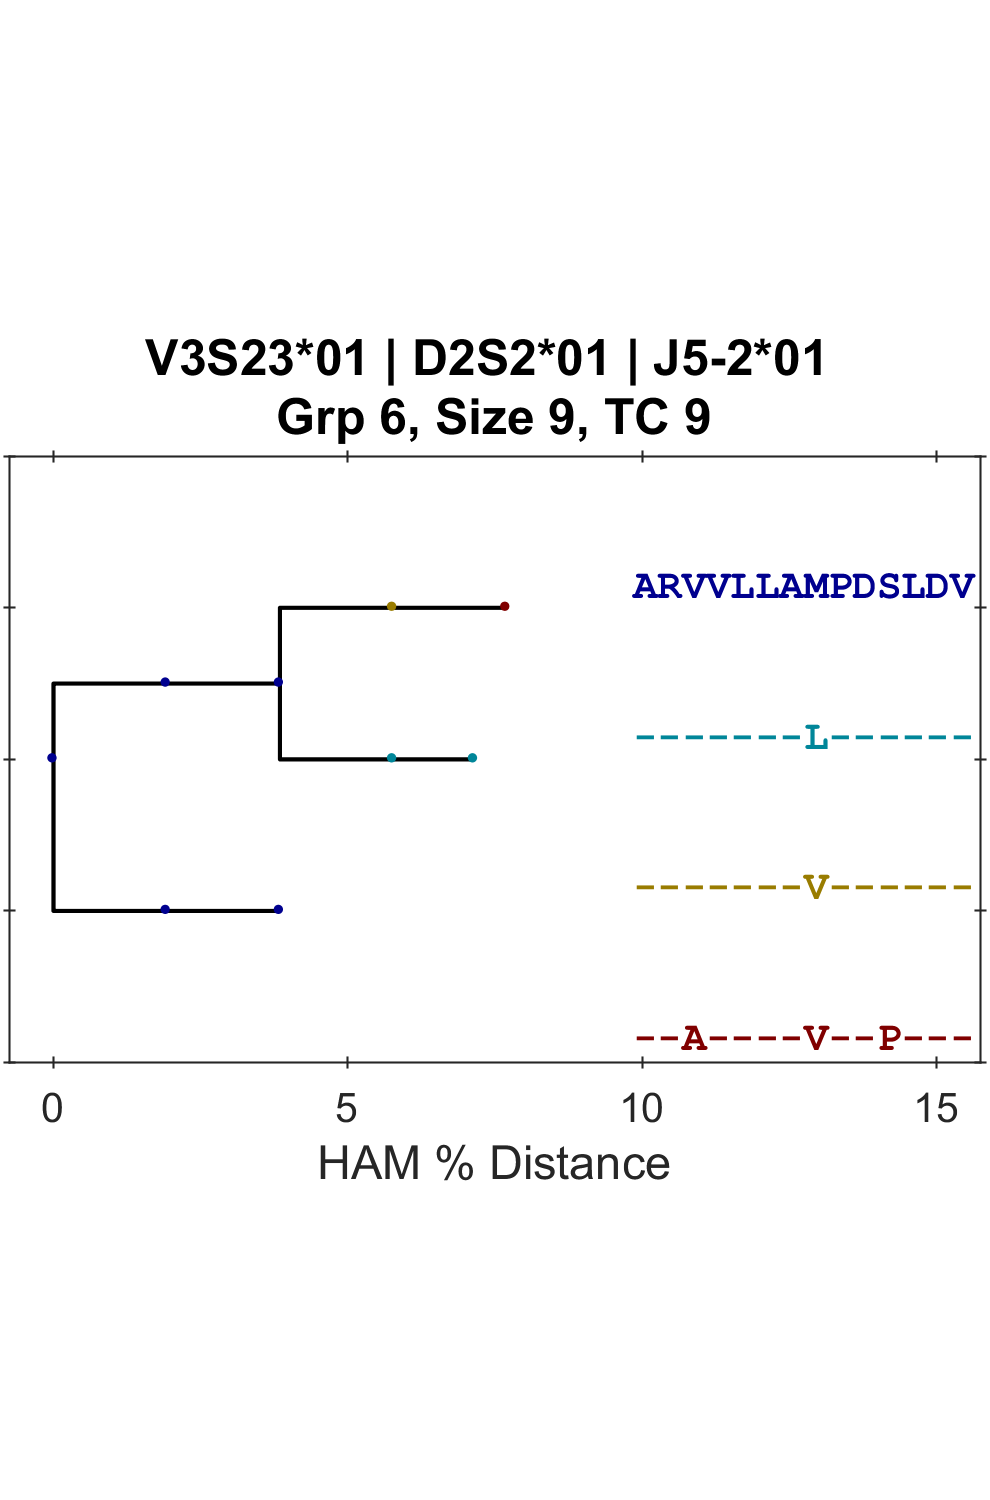 V3S23*01 | D2S2*01 | J5-2*01
Grp 6, Size 9, TC 9
ARVVLLAMPDSLDV
-------L------
-------V------
--A----V--P---
0 5 10 15
HAM % Distance